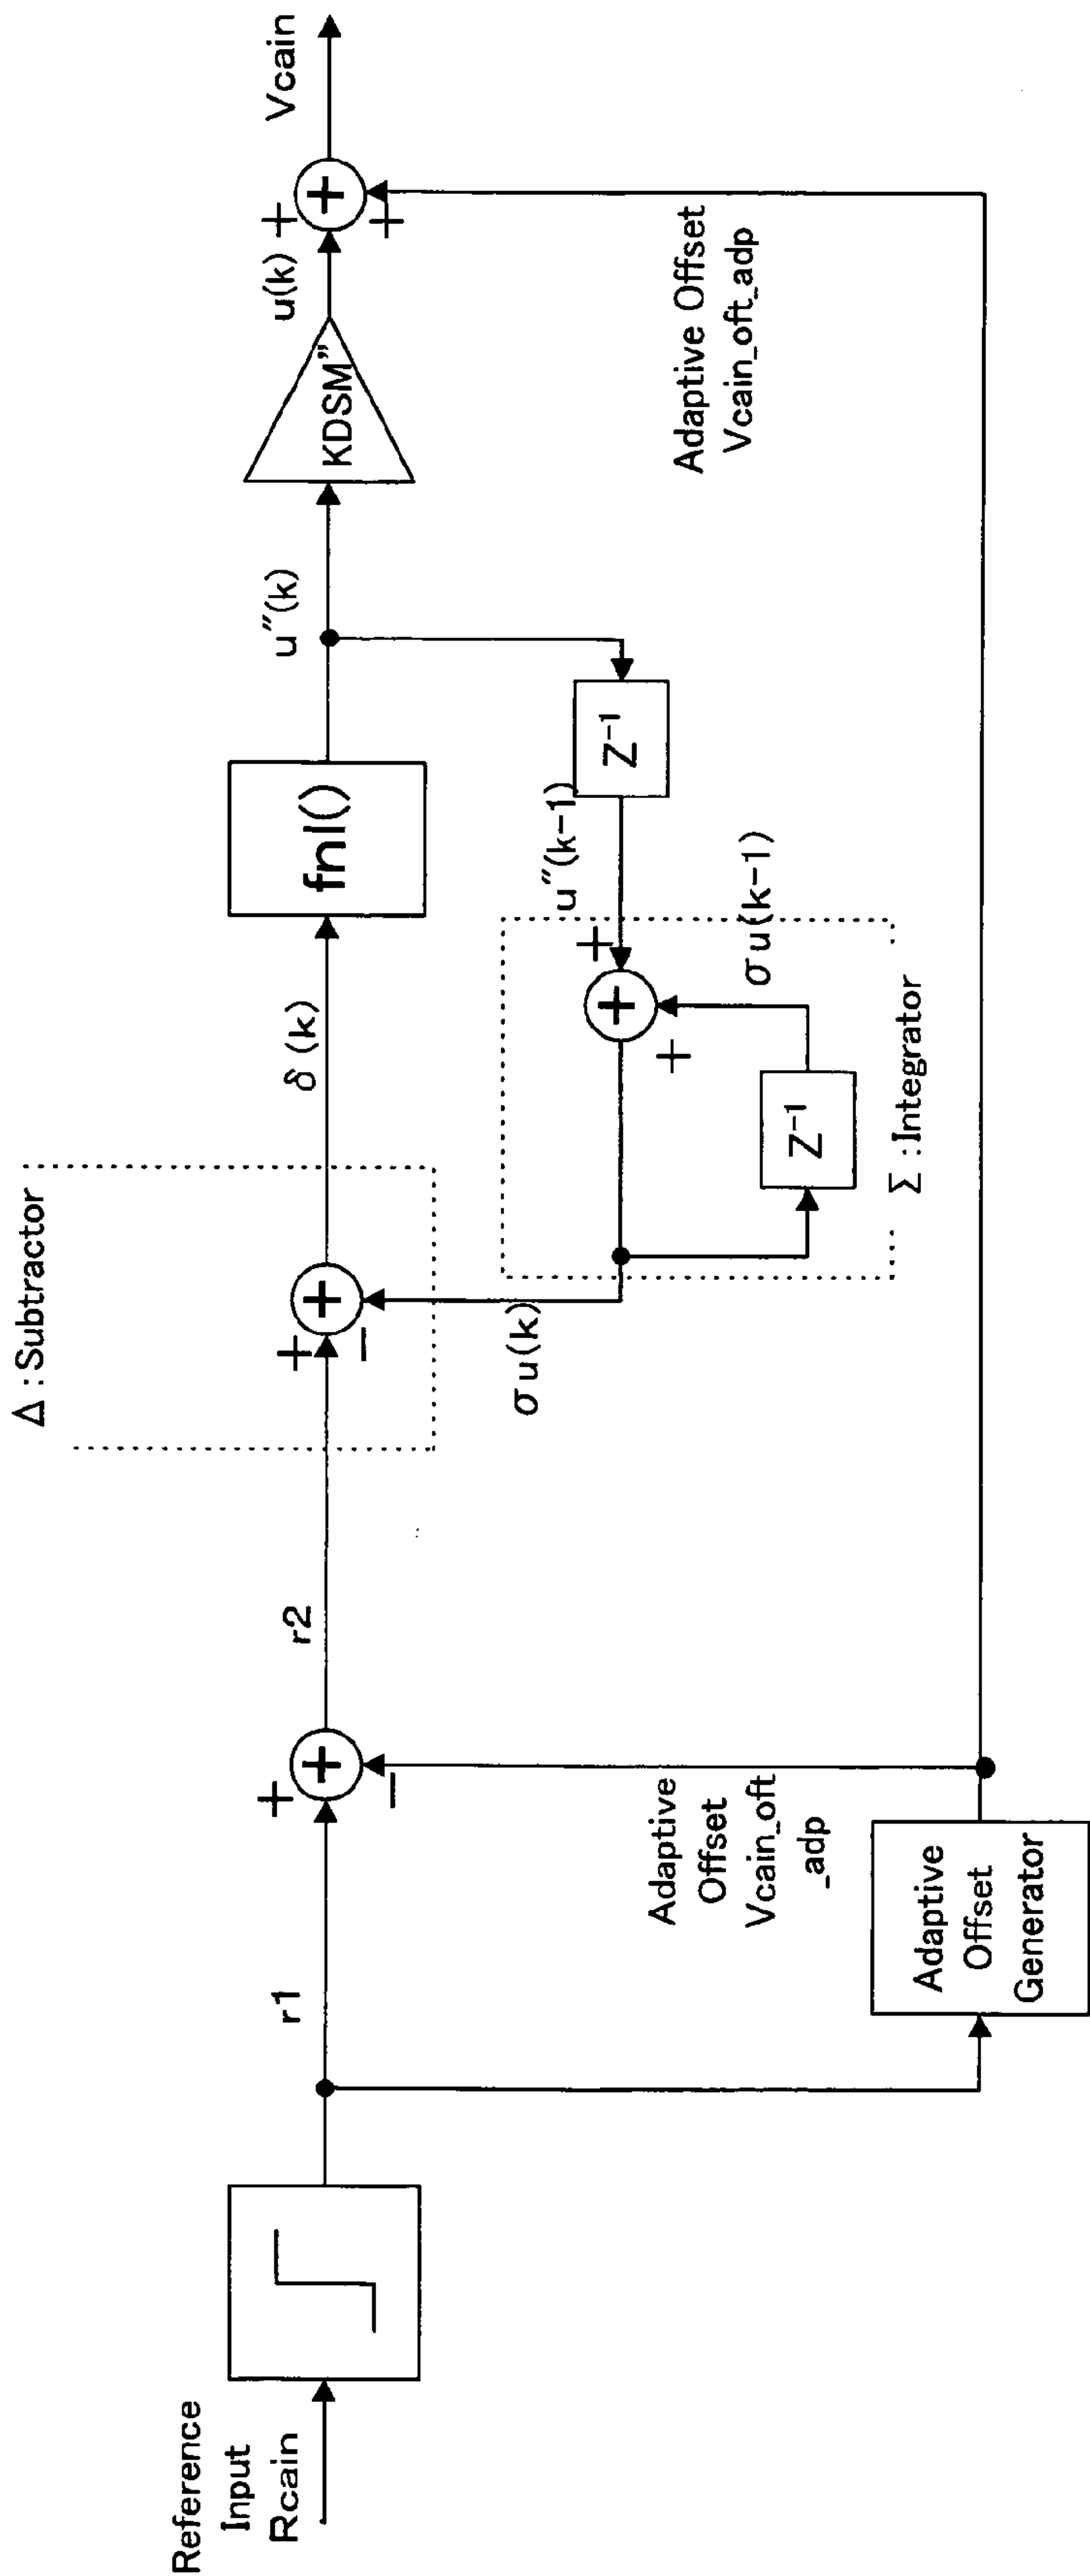 Reference
Input
Rcain
r1
+
+
−
r2
Δ :Subtractor
+
+
−
δ (k)
fnl()
u″(k)
KDSM”
u(k)
+
+
+
Vcain
σu(k)
+
+
+
u″(k−1)
Z⁻¹
σu(k−1)
Z⁻¹
Σ :Integrator
Adaptive
Offset
Vcain_oft
_adp
Adaptive Offset
Vcain_oft_adp
Adaptive
Offset
Generator